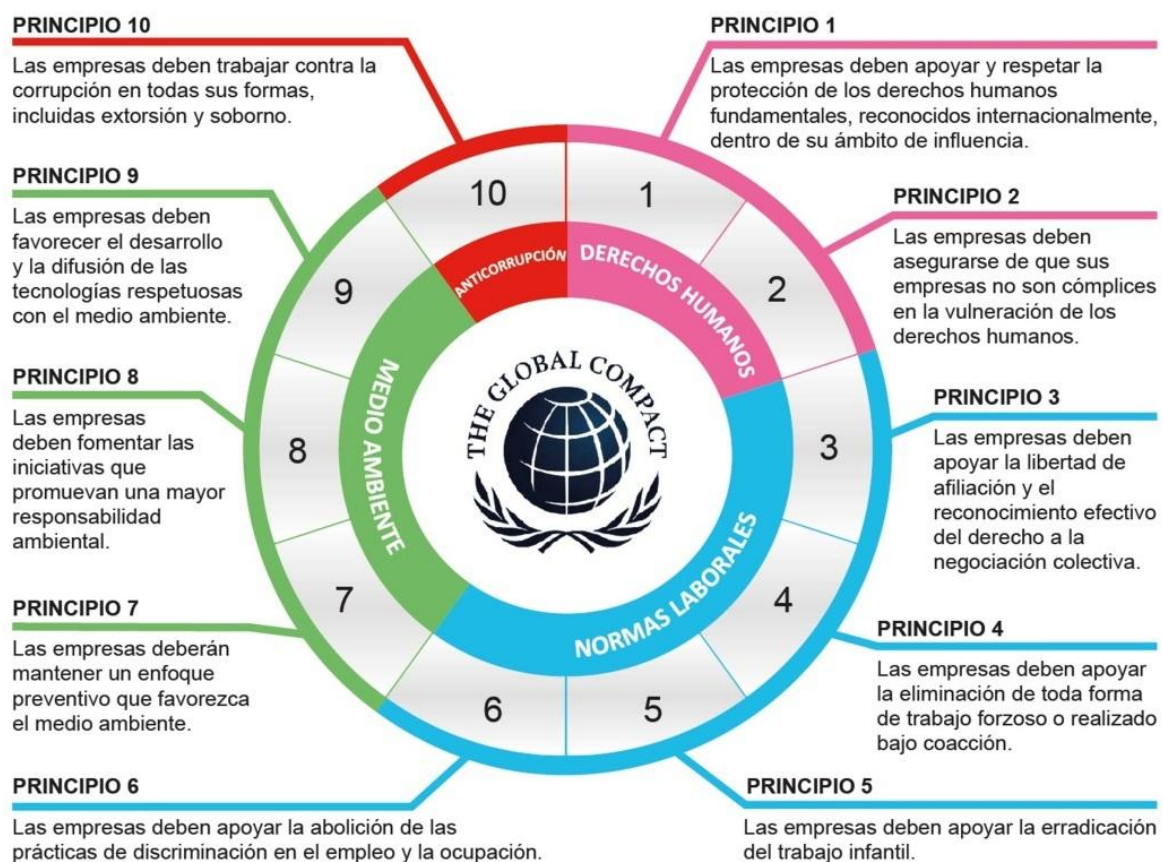 PRINCIPIO 10
Las empresas deben trabajar contra la
corrupción en todas sus formas,
incluidas extorsión y soborno.
PRINCIPIO 1
Las empresas deben apoyar y respetar la
protección de los derechos humanos
fundamentales, reconocidos internacionalmente,
dentro de su ámbito de influencia.
PRINCIPIO 9
Las empresas deben
favorecer el desarrollo
y la difusión de las
tecnologías respetuosas
con el medio ambiente.
PRINCIPIO 2
Las empresas deben
asegurarse de que sus
empresas no son cómplices
en la vulneración de los
derechos humanos.
PRINCIPIO 8
Las empresas
deben fomentar las
iniciativas que
promuevan una mayor
responsabilidad
ambiental.
PRINCIPIO 3
Las empresas deben
apoyar la libertad de
afiliación y el
reconocimiento efectivo
del derecho a la
negociación colectiva.
PRINCIPIO 7
Las empresas deberán
mantener un enfoque
preventivo que favorezca
el medio ambiente.
PRINCIPIO 4
Las empresas deben apoyar
la eliminación de toda forma
de trabajo forzoso o realizado
bajo coacción.
PRINCIPIO 6
Las empresas deben apoyar la abolición de las
prácticas de discriminación en el empleo y la ocupación.
PRINCIPIO 5
Las empresas deben apoyar la erradicación
del trabajo infantil.
10
1
2
3
4
5
6
7
8
9
ANTICORRUPCIÓN
DERECHOS HUMANOS
NORMAS LABORALES
MEDIO AMBIENTE
THE GLOBAL COMPACT